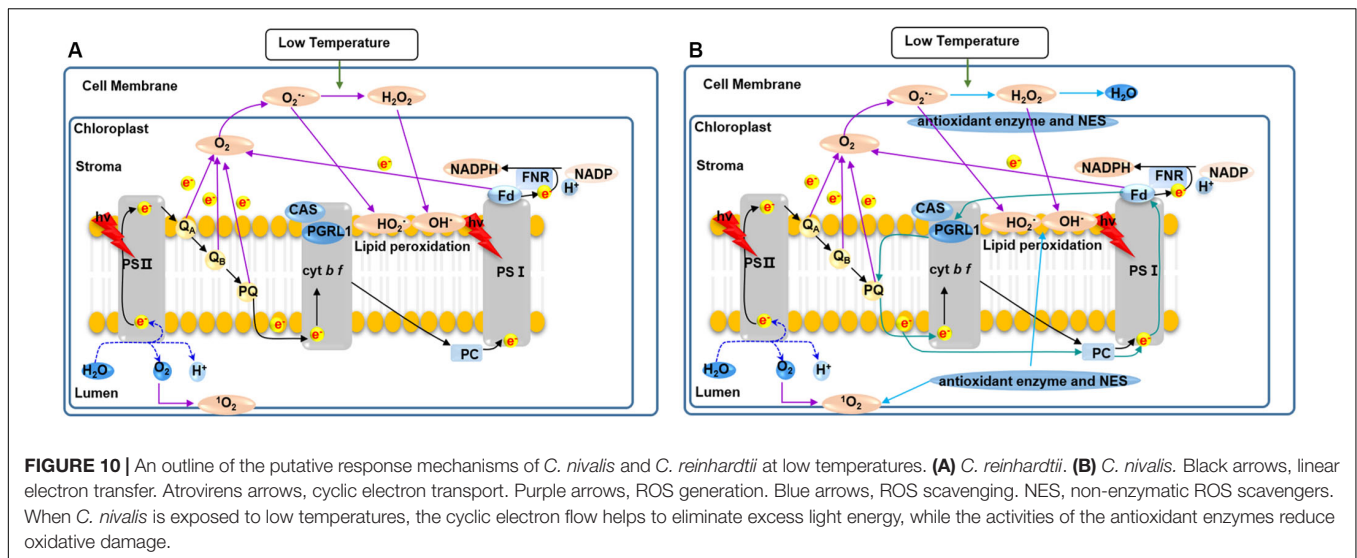 A
Low Temperature
Cell Membrane
O₂•- H₂O₂
Chloroplast
O₂
Stroma
e-
NADPH FNR NADP
H⁺
e- e- e-
Fd e-
CAS
PGRL1
HO₂- OH-
Lipid peroxidation
hv e- hv
QA
PSII
QB
PQ
cyt b f
PS I
e- e- e- e-
PC
H₂O O₂ H⁺
Lumen
¹O₂
B
Low Temperature
Cell Membrane
O₂•- H₂O₂ H₂O
antioxidant enzyme and NES
Chloroplast
O₂
Stroma
e-
NADPH FNR NADP
H⁺
e- e- e-
Fd e-
CAS
PGRL1
HO₂- OH-
Lipid peroxidation
hv e- hv
QA
PSII
QB
PQ
cyt b f
PS I
e- e- e- e-
PC
H₂O O₂ H⁺
antioxidant enzyme and NES
Lumen
¹O₂
FIGURE 10 | An outline of the putative response mechanisms of C. nivalis and C. reinhardtii at low temperatures. (A) C. reinhardtii. (B) C. nivalis. Black arrows, linear
electron transfer. Atrovirens arrows, cyclic electron transport. Purple arrows, ROS generation. Blue arrows, ROS scavenging. NES, non-enzymatic ROS scavengers.
When C. nivalis is exposed to low temperatures, the cyclic electron flow helps to eliminate excess light energy, while the activities of the antioxidant enzymes reduce
oxidative damage.